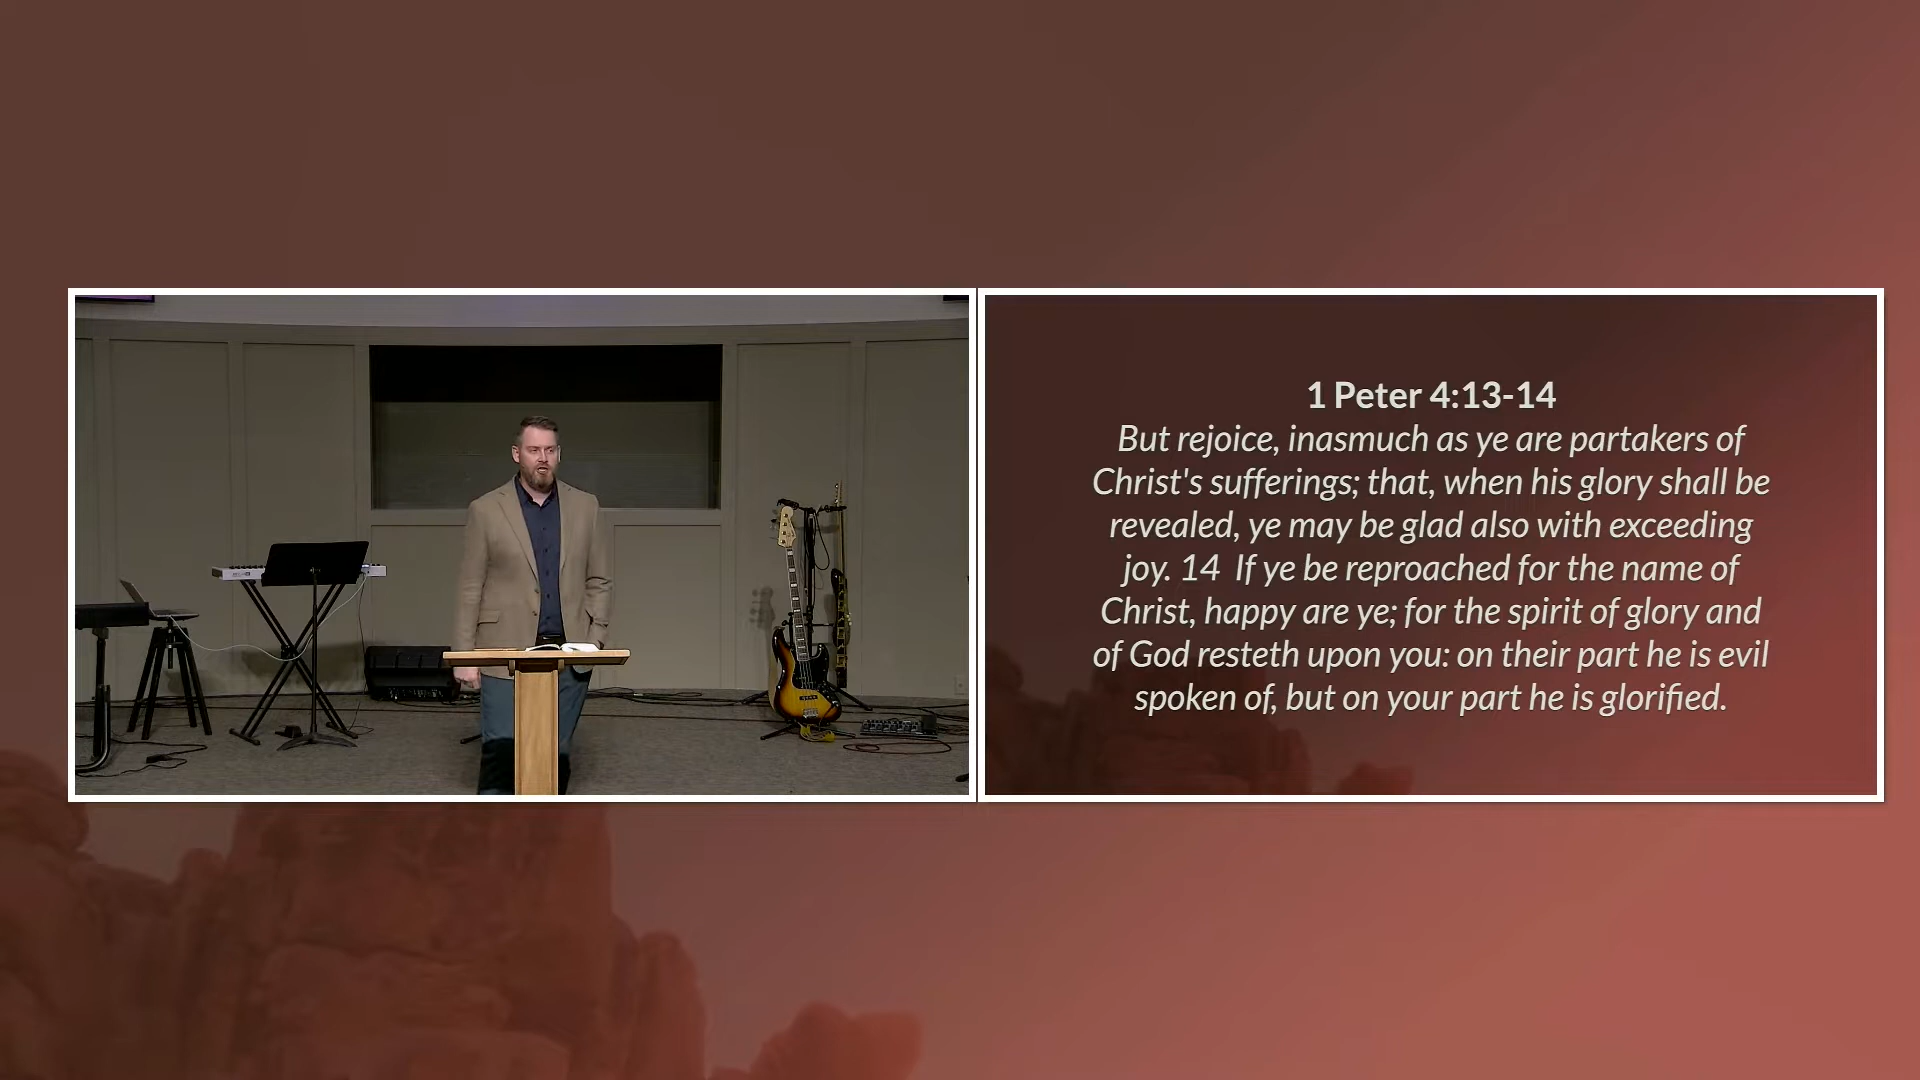 1 Peter 4:13-14
But rejoice, inasmuch as ye are partakers of
Christ's sufferings; that, when his glory shall be
revealed, ye may be glad also with exceeding
joy. 14  If ye be reproached for the name of
Christ, happy are ye; for the spirit of glory and
of God resteth upon you: on their part he is evil
spoken of, but on your part he is glorified.